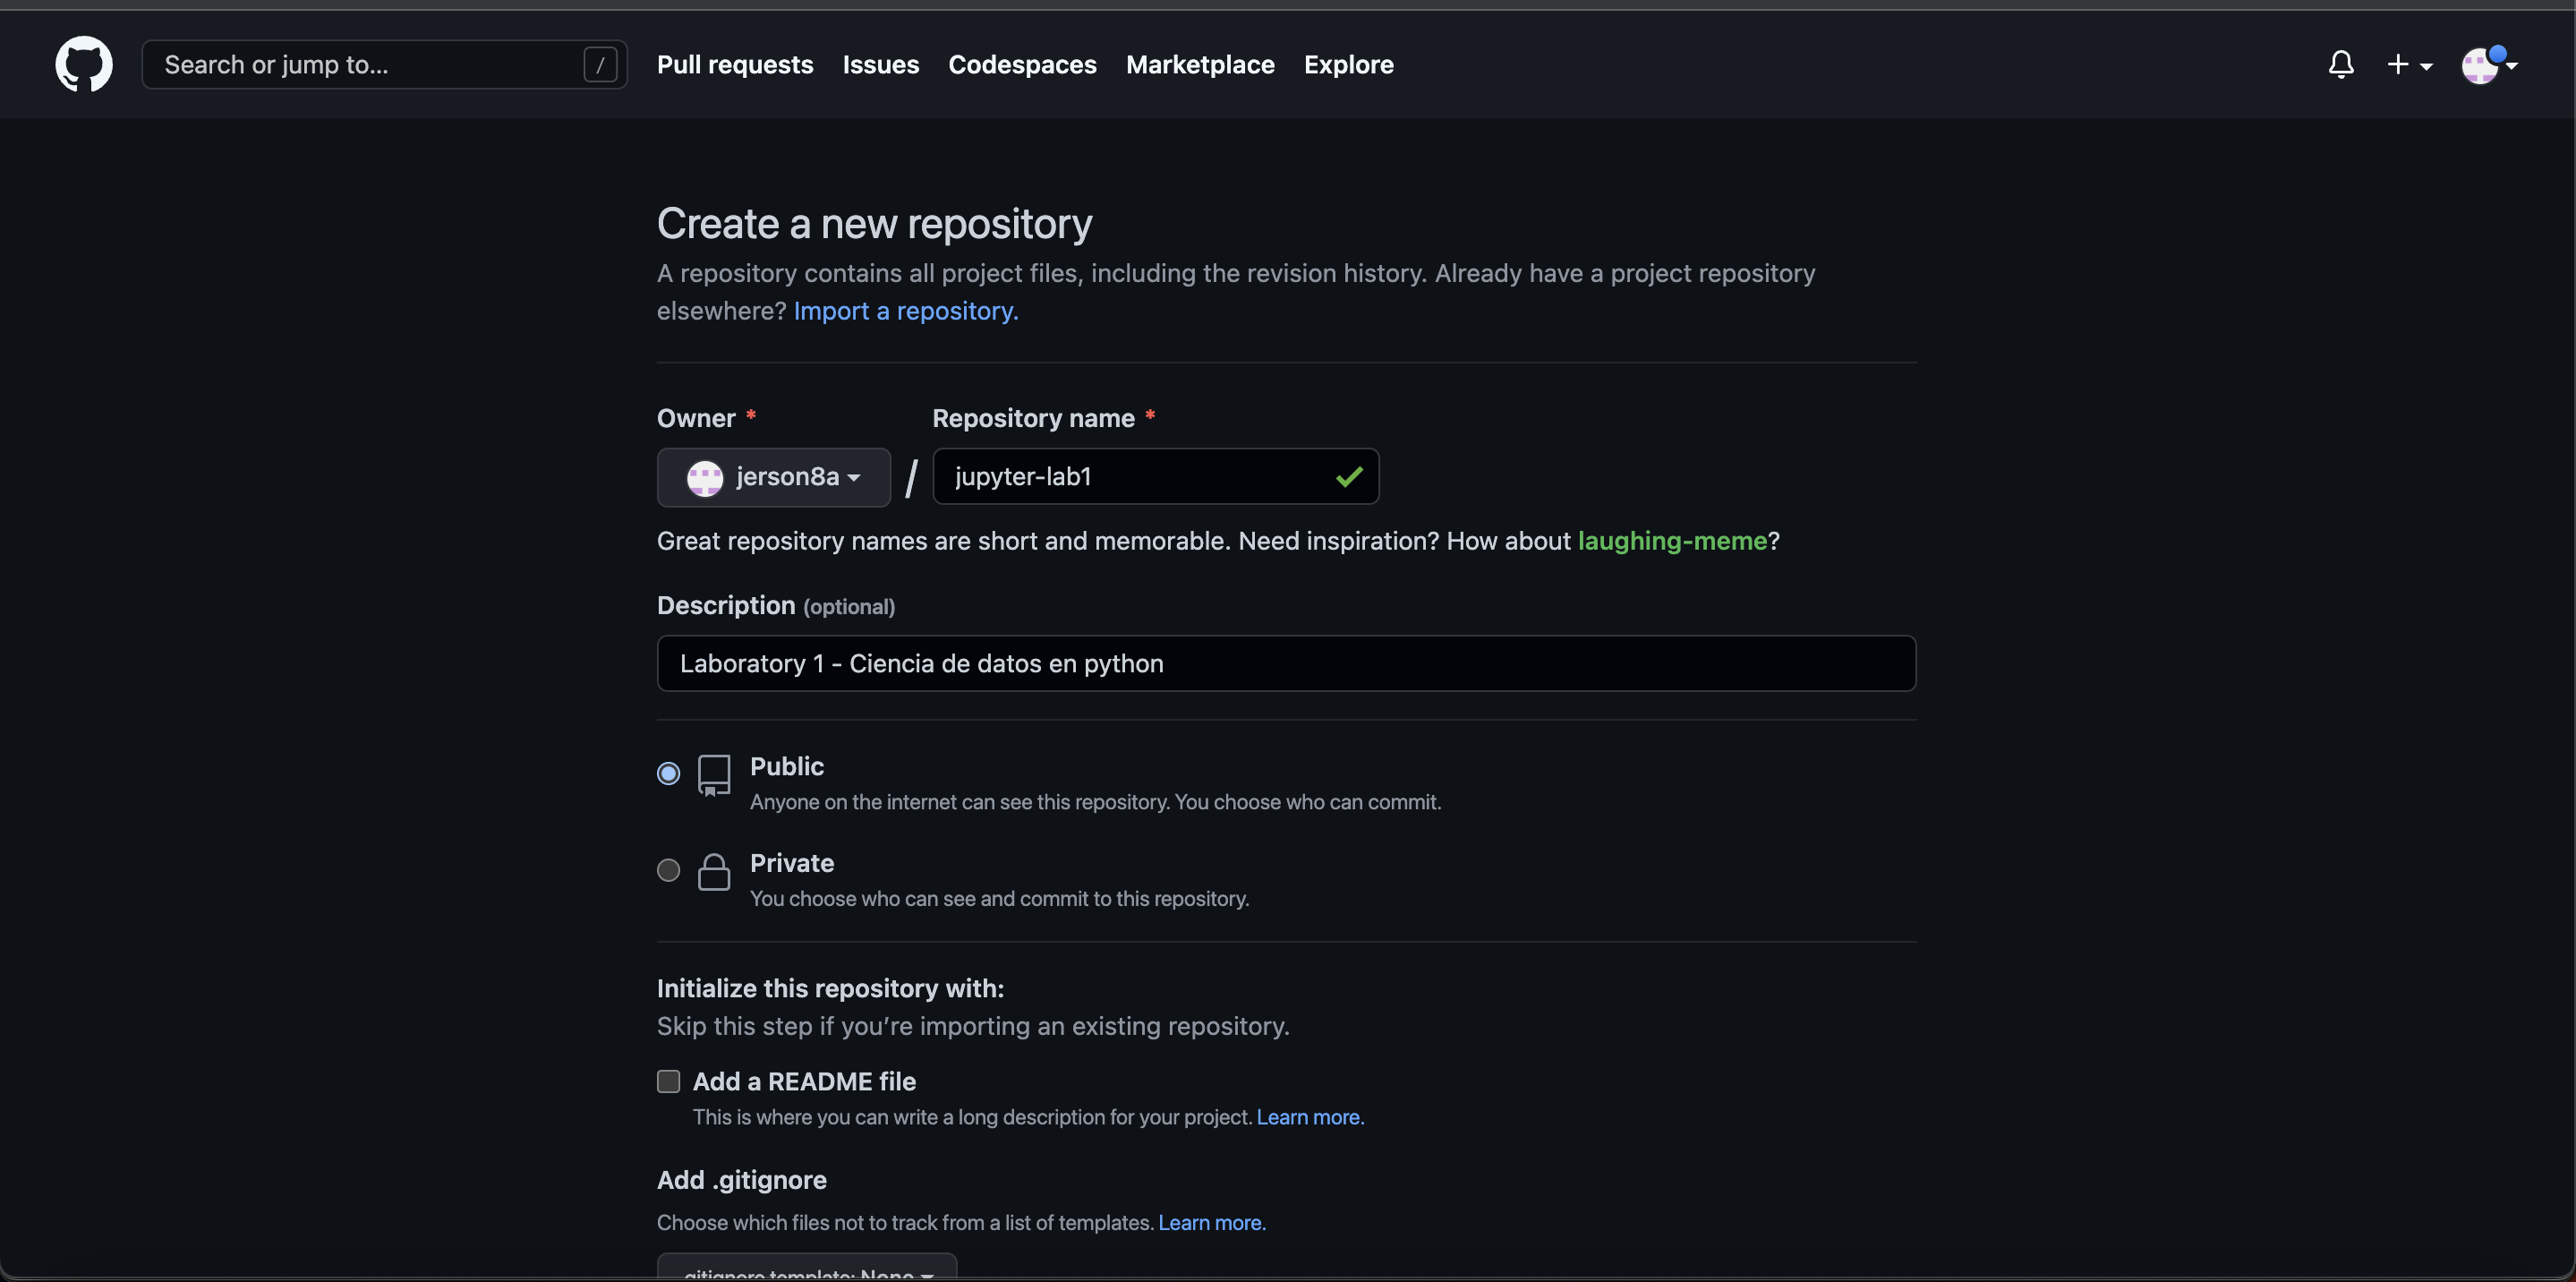 Search or jump to... /
Pull requests
Issues
Codespaces
Marketplace
Explore
Create a new repository
A repository contains all project files, including the revision history. Already have a project repository
elsewhere? Import a repository.
Owner *
Repository name *
jerson8a
/
jupyter-lab1
Great repository names are short and memorable. Need inspiration? How about laughing-meme?
Description (optional)
Laboratory 1 - Ciencia de datos en python
Public
Anyone on the internet can see this repository. You choose who can commit.
Private
You choose who can see and commit to this repository.
Initialize this repository with:
Skip this step if you’re importing an existing repository.
Add a README file
This is where you can write a long description for your project. Learn more.
Add .gitignore
Choose which files not to track from a list of templates. Learn more.
.gitignore template: None